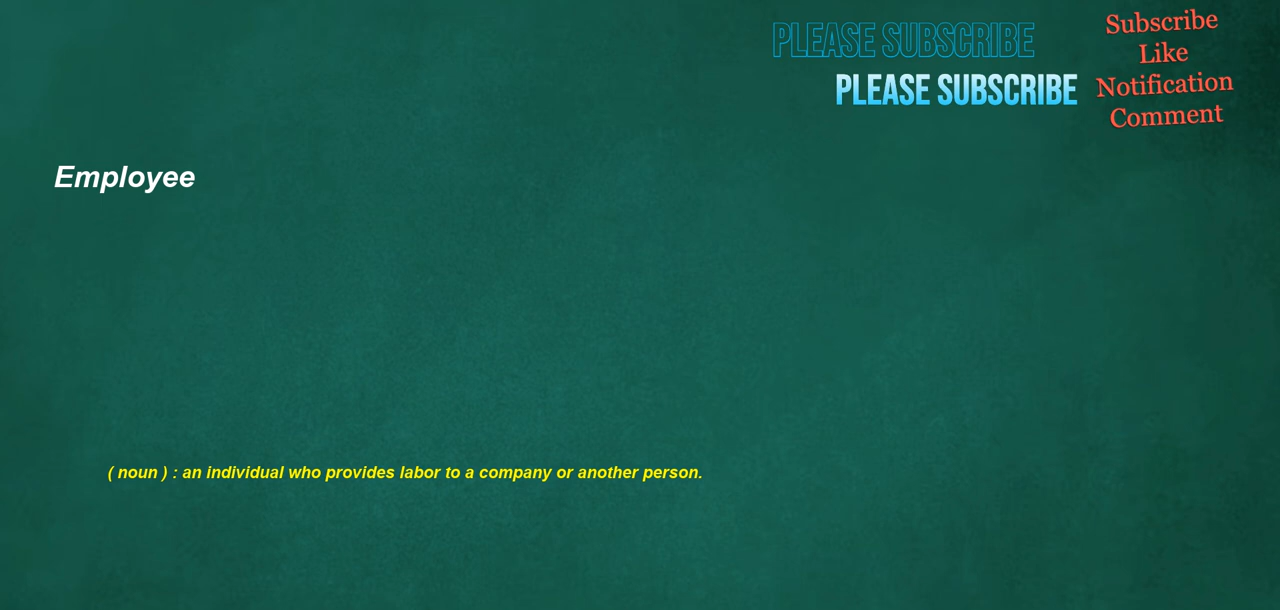 PLEASE SUBSCRIBE
PLEASE SUBSCRIBE
Subscribe
Like
Notification
Comment
Employee
( noun ) : an individual who provides labor to a company or another person.